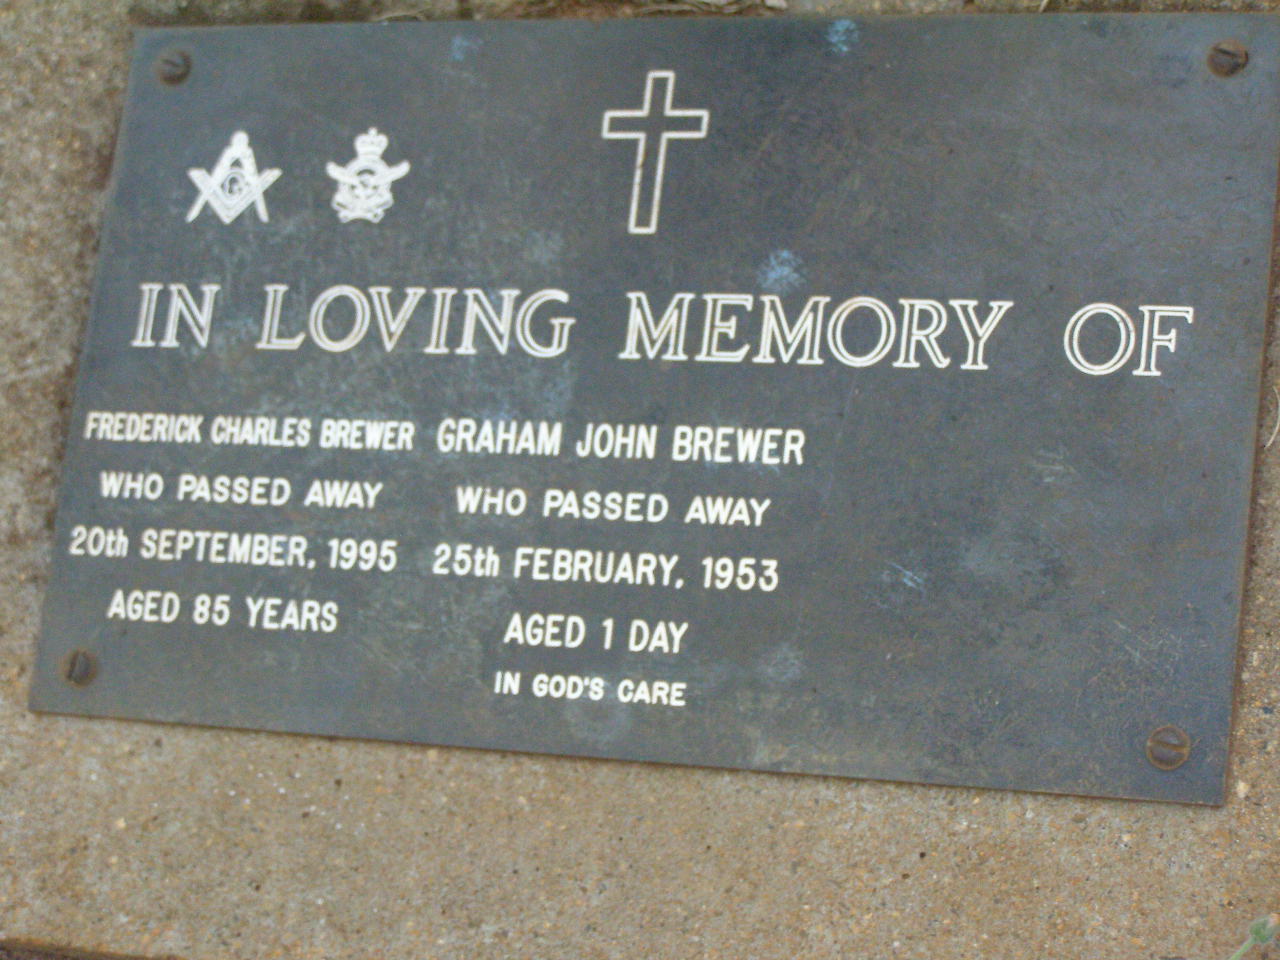 IN LOVING MEMORY OF
FREDERICK CHARLES BREWER
WHO PASSED AWAY
20th SEPTEMBER, 1995
AGED 85 YEARS
GRAHAM JOHN BREWER
WHO PASSED AWAY
25th FEBRUARY, 1953
AGED 1 DAY
IN GOD'S CARE